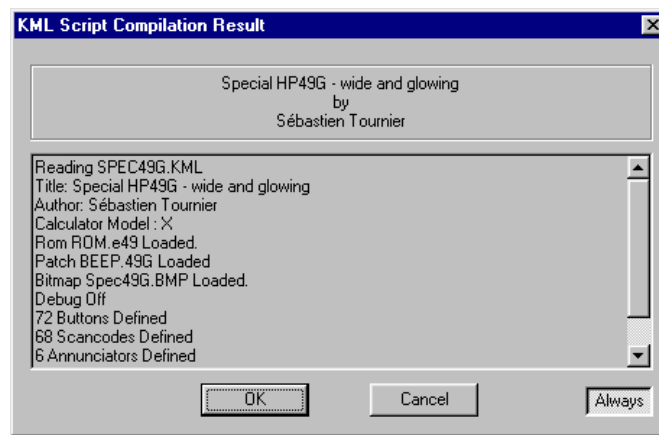 KML Script Compilation Result
Special HP49G - wide and glowing
by
Sébastien Tournier
Reading SPEC49G.KML
Title: Special HP49G - wide and glowing
Author: Sébastien Tournier
Calculator Model : X
Rom ROM.e49 Loaded.
Patch BEEP.49G Loaded
Bitmap Spec49G.BMP Loaded.
Debug Off
72 Buttons Defined
68 Scancodes Defined
6 Annunciators Defined
OK
Cancel
Always